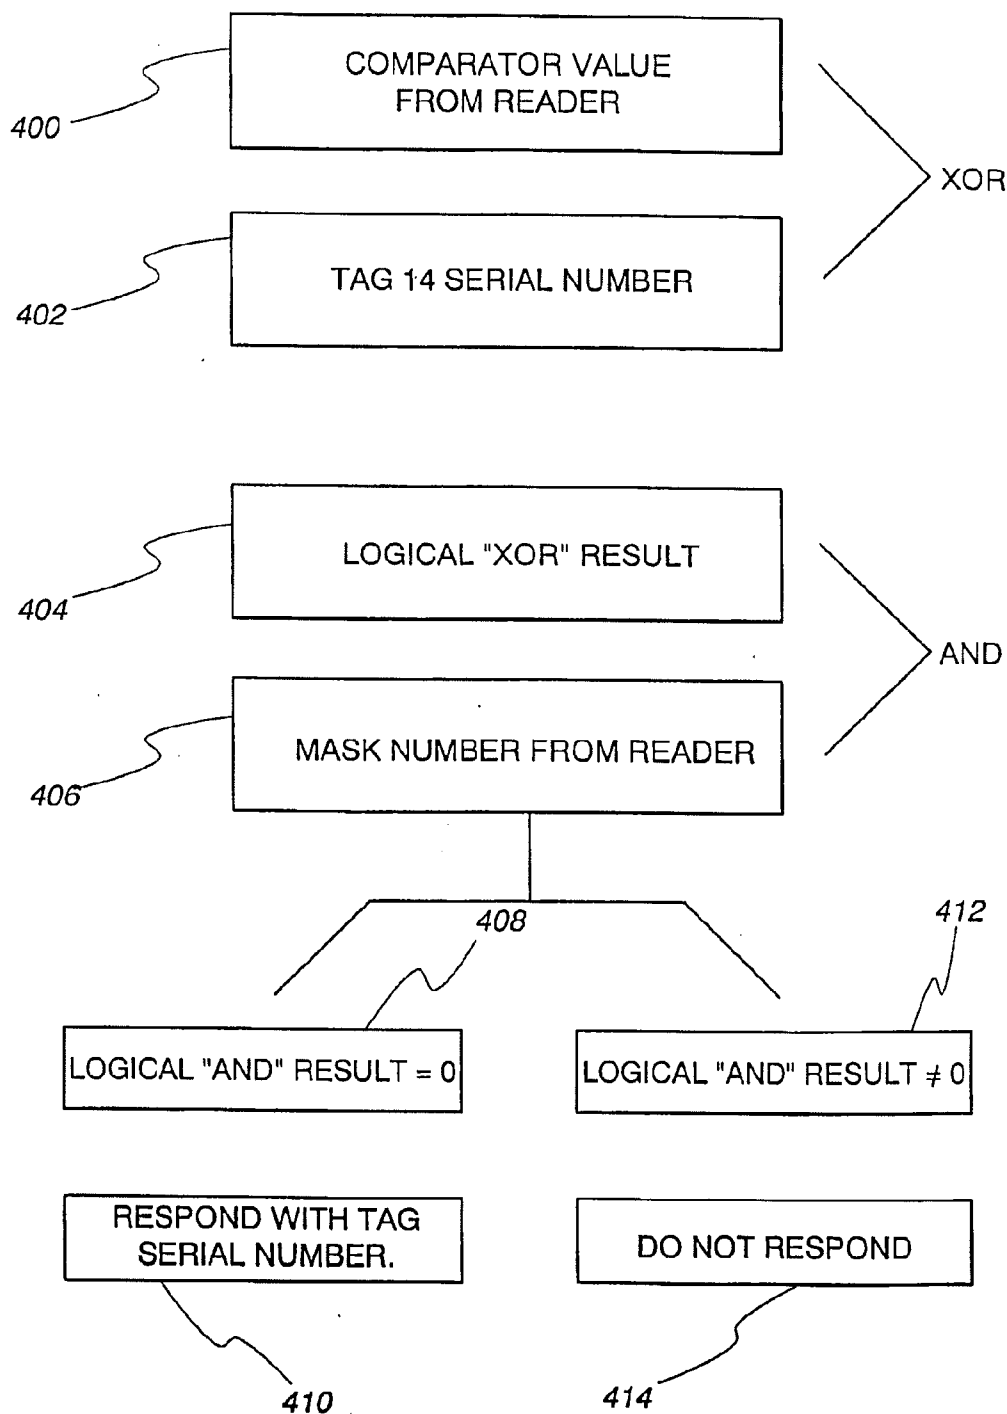 COMPARATOR VALUE
FROM READER
400
XOR
TAG 14 SERIAL NUMBER
402
LOGICAL "XOR" RESULT
404
AND
MASK NUMBER FROM READER
406
408
412
LOGICAL "AND" RESULT = 0
LOGICAL "AND" RESULT ≠ 0
RESPOND WITH TAG
SERIAL NUMBER.
DO NOT RESPOND
410
414